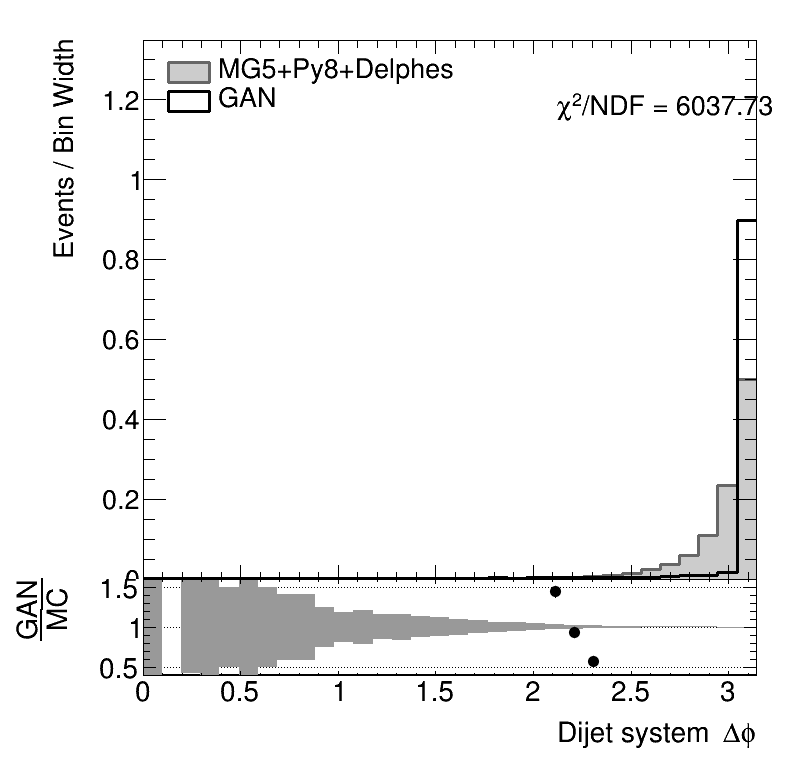 MG5+Py8+Delphes
GAN
χ²/NDF = 6037.73
Events / Bin Width
1.2
1
0.8
0.6
0.4
0.2
0
GAN
MC
1.5
1
0.5
0 0.5 1 1.5 2 2.5 3
Dijet system Δϕ